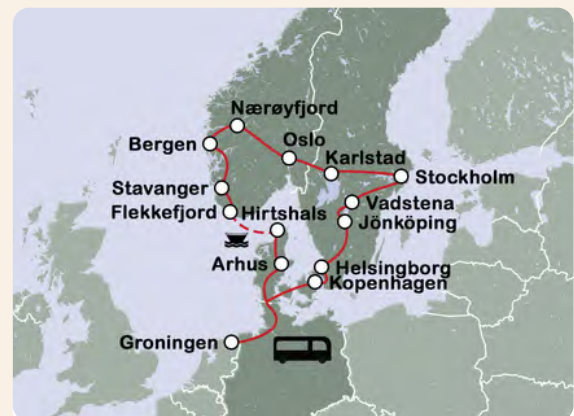 Nærøyfjord
Bergen
Oslo
Karlstad
Stockholm
Stavanger
Vadstena
Flekkefjord
Hirtshals
Jönköping
Arhus
Helsingborg
Kopenhagen
Groningen